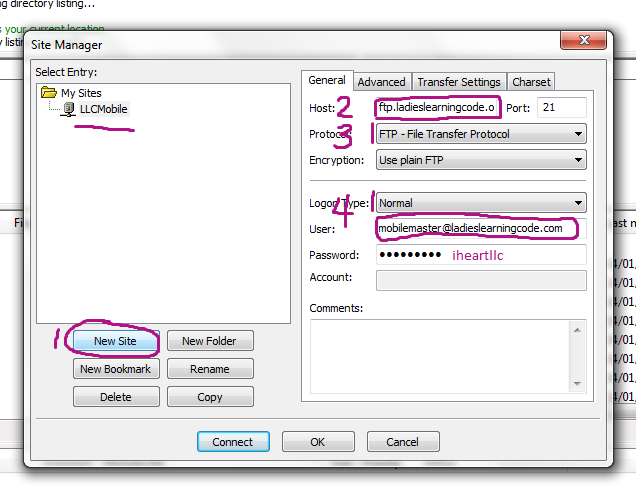 g directory listing...
s your current location
y listin
Site Manager
Select Entry:
My Sites
LLCMobile
General Advanced Transfer Settings Charset
Host: 2 ftp.ladieslearningcode.o Port: 21
Protocol: 3 FTP - File Transfer Protocol
Encryption: Use plain FTP
Logon Type: Normal
4
User: mobilemaster@ladieslearningcode.com
Password: ●●●●●●●●● iheartllc
Account:
Comments:
1 New Site New Folder
New Bookmark Rename
Delete Copy
Connect OK Cancel
Fi
ast n
4/01,
4/01,
4/01,
4/01,
4/01,
4/01,
4/01,
4/01,